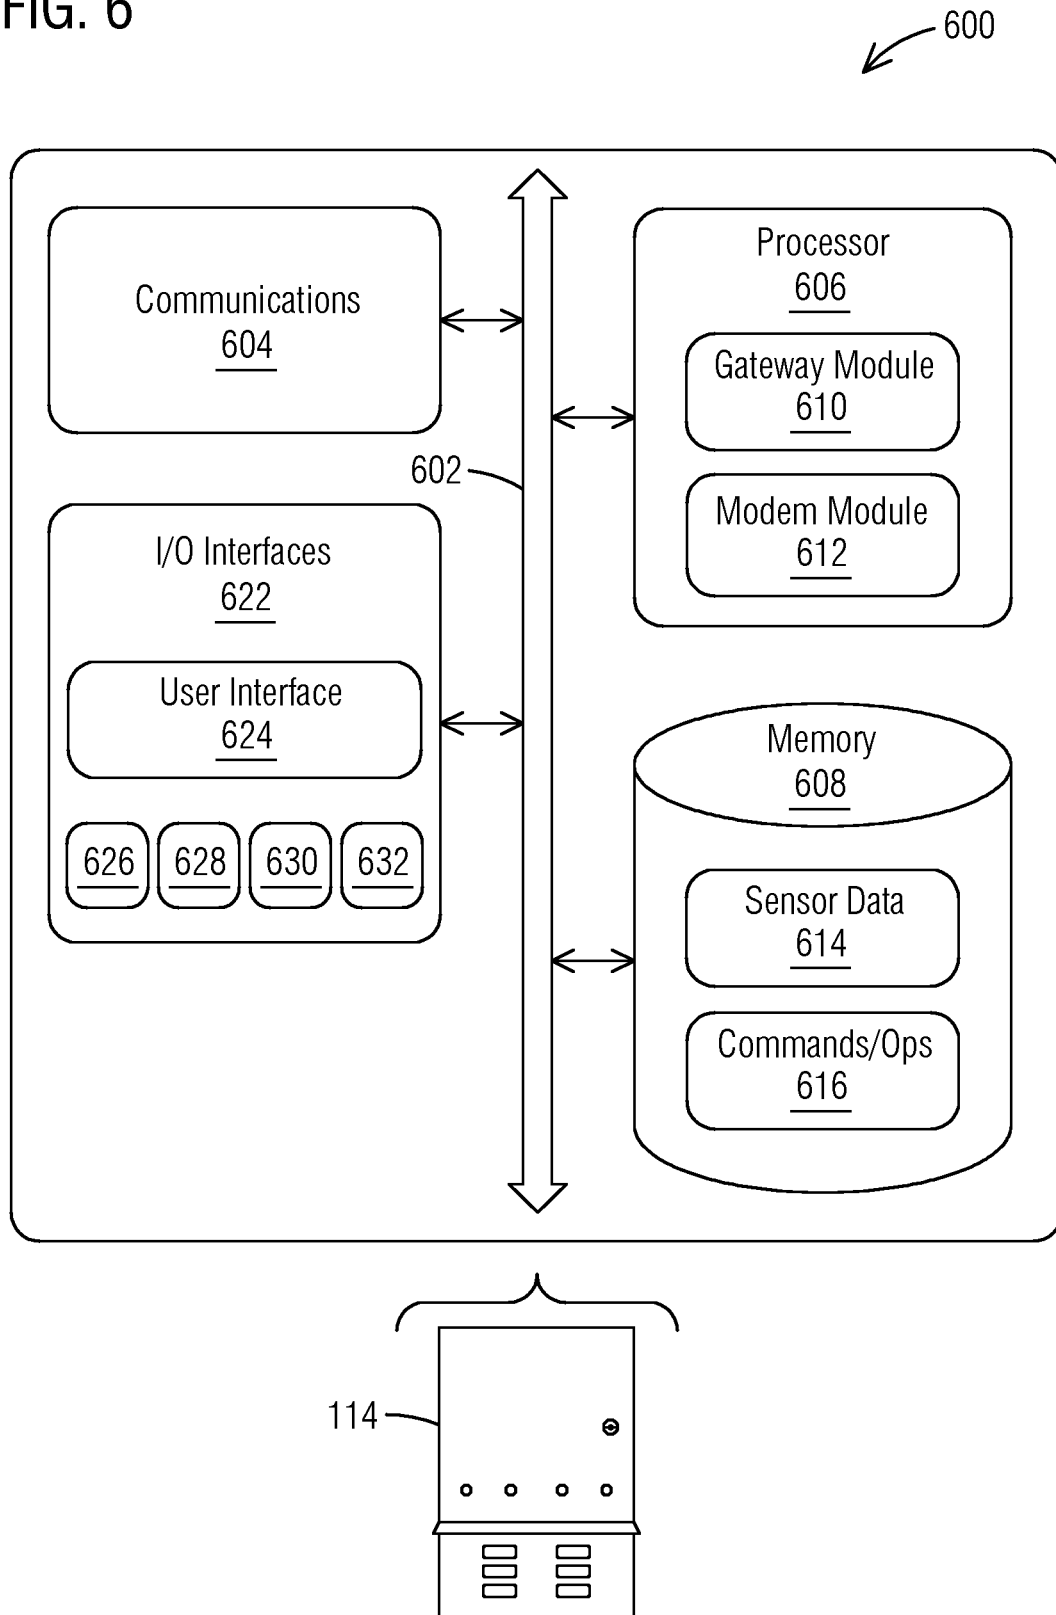 FIG. 6
600
Communications
604
Processor
606
Gateway Module
610
Modem Module
612
602
I/O Interfaces
622
User Interface
624
626 628 630 632
Memory
608
Sensor Data
614
Commands/Ops
616
114